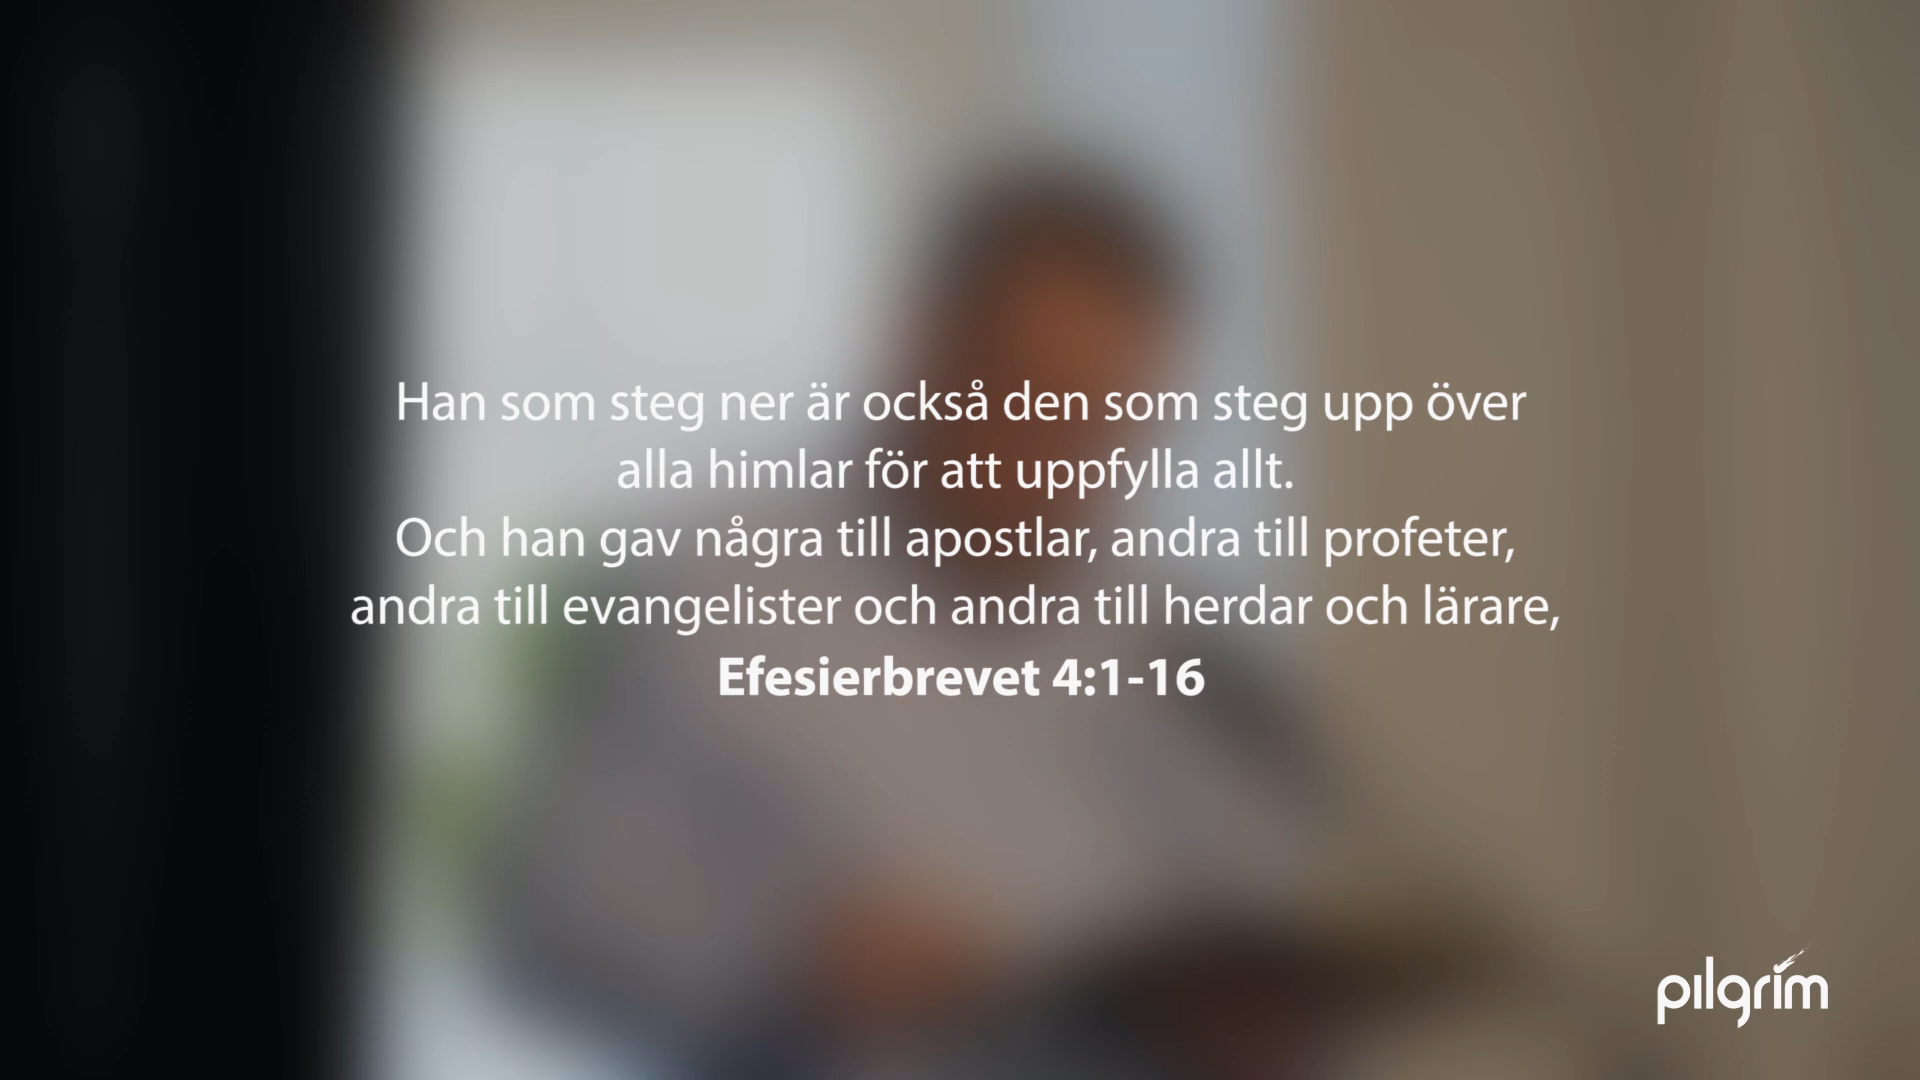 Han som steg ner är också den som steg upp över
alla himlar för att uppfylla allt.
Och han gav några till apostlar, andra till profeter,
andra till evangelister och andra till herdar och lärare,
Efesierbrevet 4:1-16
pilgrim